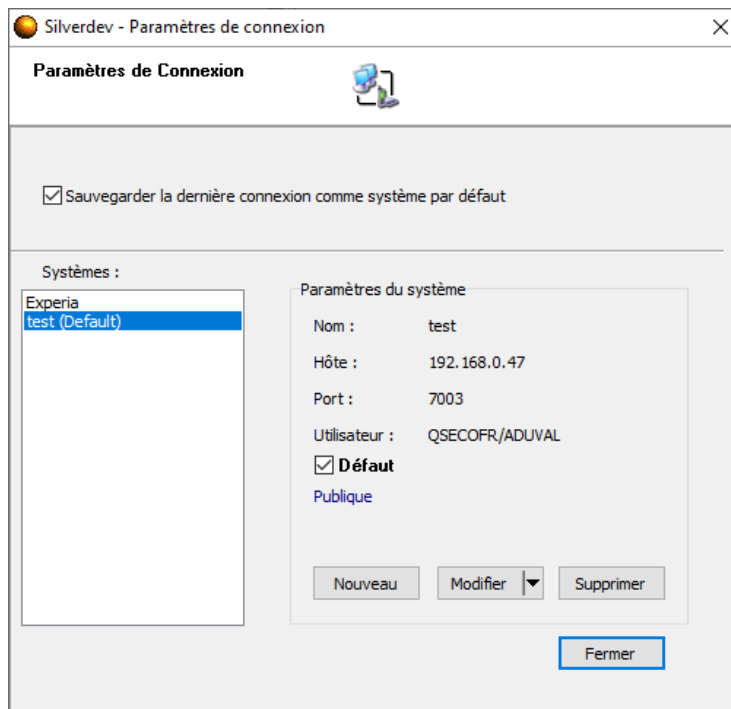 Silverdev - Paramètres de connexion
Paramètres de Connexion
Sauvegarder la dernière connexion comme système par défaut
Systèmes :
Experia
test (Default)
Paramètres du système
Nom : test
Hôte : 192.168.0.47
Port : 7003
Utilisateur : QSECOFR/ADUVAL
Défaut
Publique
Nouveau Modifier Supprimer
Fermer